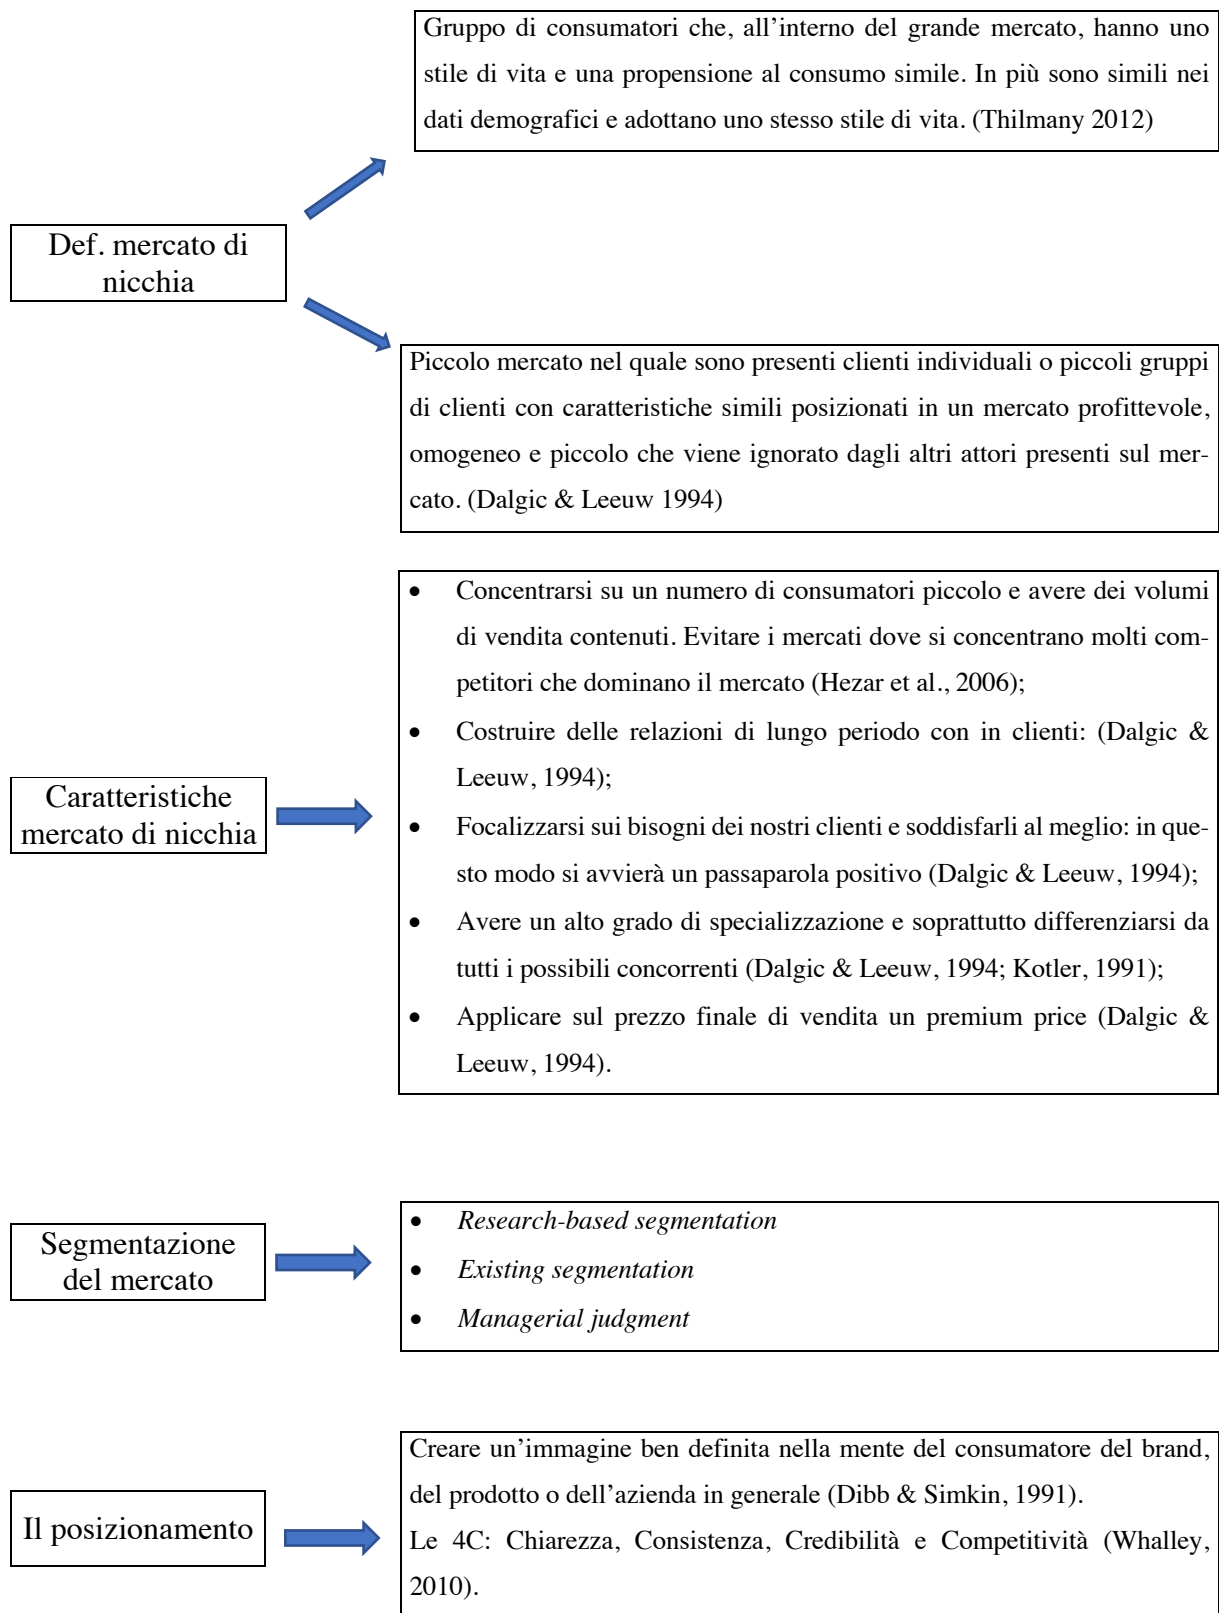 Gruppo di consumatori che, all’interno del grande mercato, hanno uno
stile di vita e una propensione al consumo simile. In più sono simili nei
dati demografici e adottano uno stesso stile di vita. (Thilmany 2012)
Def. mercato di
nicchia
Piccolo mercato nel quale sono presenti clienti individuali o piccoli gruppi
di clienti con caratteristiche simili posizionati in un mercato profittevole,
omogeneo e piccolo che viene ignorato dagli altri attori presenti sul mer-
cato. (Dalgic & Leeuw 1994)
Caratteristiche
mercato di nicchia
• Concentrarsi su un numero di consumatori piccolo e avere dei volumi
di vendita contenuti. Evitare i mercati dove si concentrano molti com-
petitori che dominano il mercato (Hezar et al., 2006);
• Costruire delle relazioni di lungo periodo con in clienti: (Dalgic &
Leeuw, 1994);
• Focalizzarsi sui bisogni dei nostri clienti e soddisfarli al meglio: in que-
sto modo si avvierà un passaparola positivo (Dalgic & Leeuw, 1994);
• Avere un alto grado di specializzazione e soprattutto differenziarsi da
tutti i possibili concorrenti (Dalgic & Leeuw, 1994; Kotler, 1991);
• Applicare sul prezzo finale di vendita un premium price (Dalgic &
Leeuw, 1994).
Segmentazione
del mercato
• Research-based segmentation
• Existing segmentation
• Managerial judgment
Il posizionamento
Creare un’immagine ben definita nella mente del consumatore del brand,
del prodotto o dell’azienda in generale (Dibb & Simkin, 1991).
Le 4C: Chiarezza, Consistenza, Credibilità e Competitività (Whalley,
2010).